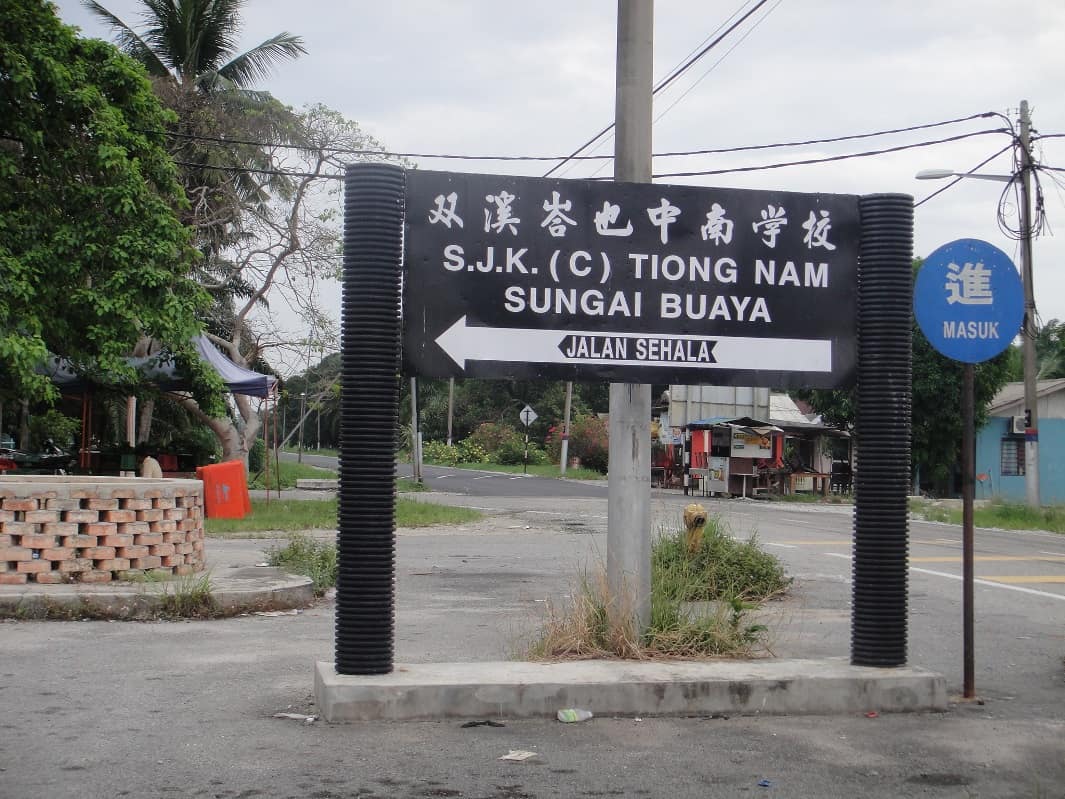 双溪峇也中南学校
S.J.K. (C) TIONG NAM
SUNGAI BUAYA
JALAN SEHALA
進
MASUK